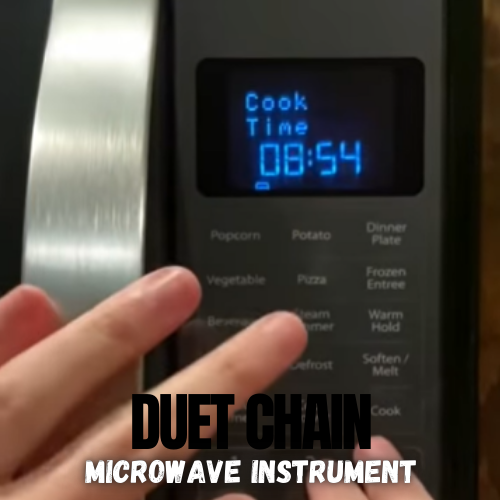 Cook
Time
08:54
Popcorn Potato Dinner Plate
Vegetable Pizza Frozen Entree
Warm Hold
Soften / Melt
Cook
DUET CHAIN
MICROWAVE INSTRUMENT